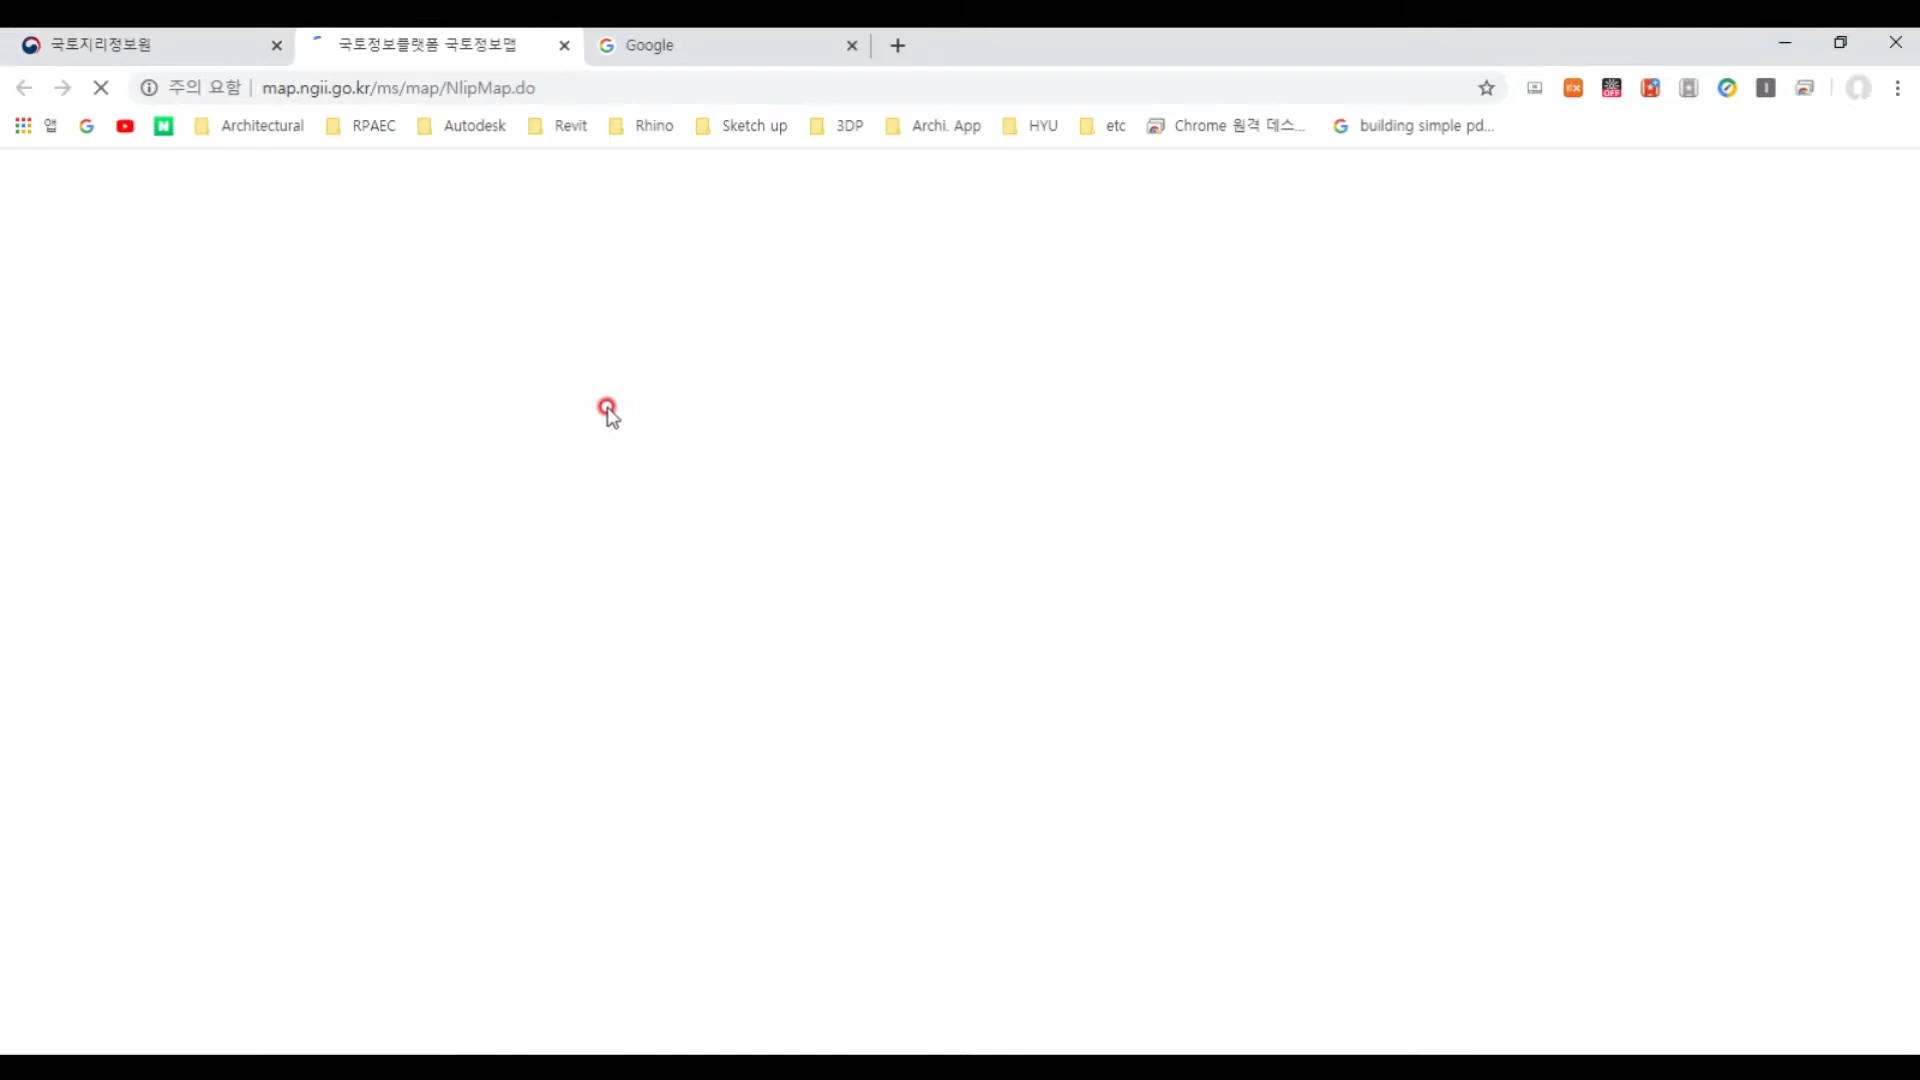 국토지리정보원 국토정보플랫폼 국토정보맵 Google
주의 요함 map.ngii.go.kr/ms/map/NlipMap.do
앱 Architectural RPAEC Autodesk Revit Rhino Sketch up 3DP Archi. App HYU etc Chrome 원격 데스... building simple pd...